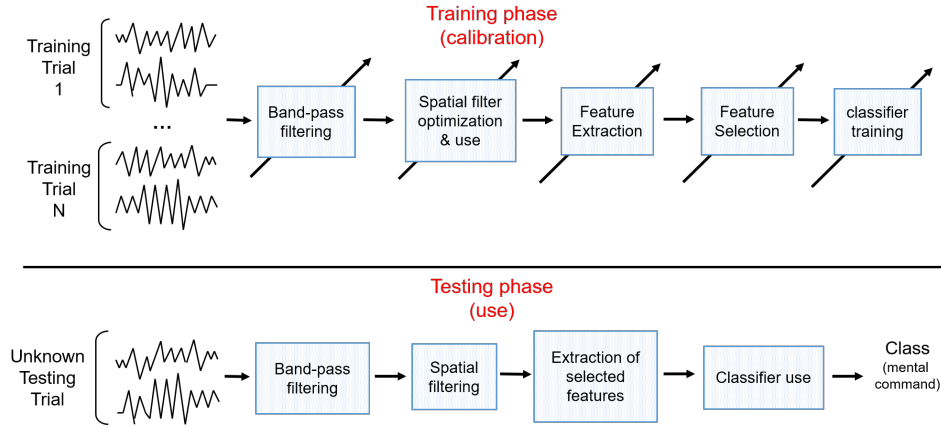 Training phase
(calibration)
Training
Trial
1
...
Training
Trial
N
Band-pass
filtering
Spatial filter
optimization
& use
Feature
Extraction
Feature
Selection
classifier
training
Testing phase
(use)
Unknown
Testing
Trial
Band-pass
filtering
Spatial
filtering
Extraction of
selected
features
Classifier use
Class
(mental
command)